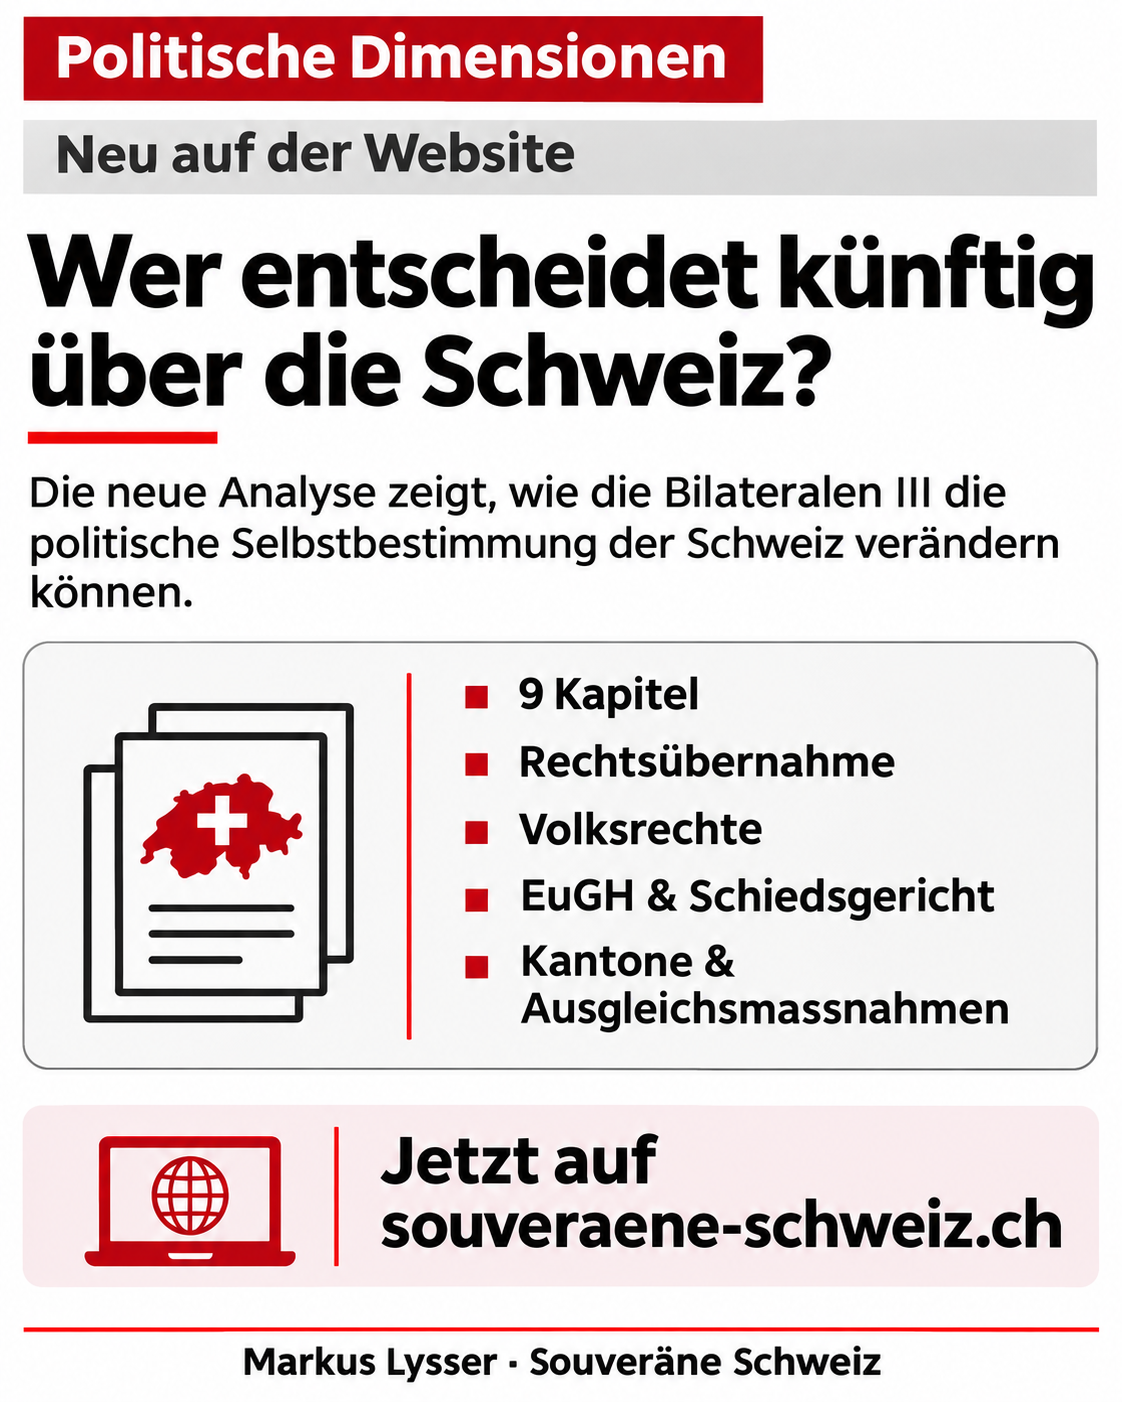 Politische Dimensionen
Neu auf der Website
Wer entscheidet künftig
über die Schweiz?
Die neue Analyse zeigt, wie die Bilateralen III die
politische Selbstbestimmung der Schweiz verändern
können.
9 Kapitel
Rechtsübernahme
Volksrechte
EuGH & Schiedsgericht
Kantone &
Ausgleichsmassnahmen
Jetzt auf
souveraene-schweiz.ch
Markus Lysser · Souveräne Schweiz